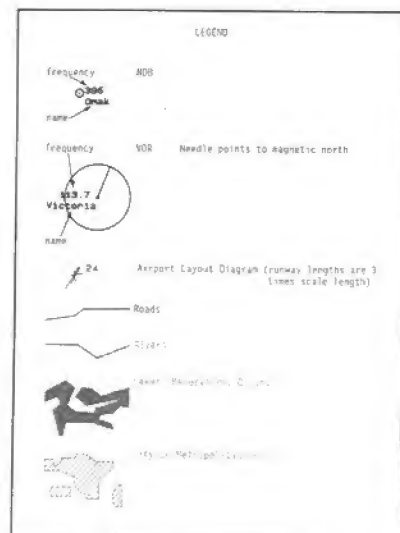 LEGEND
frequency NDB
396
Omak
name
frequency VOR Needle points to magnetic north
113.7
Victoria
name
24 Airport Layout Diagram (runway lengths are 3
times scale length)
Roads
Rivers